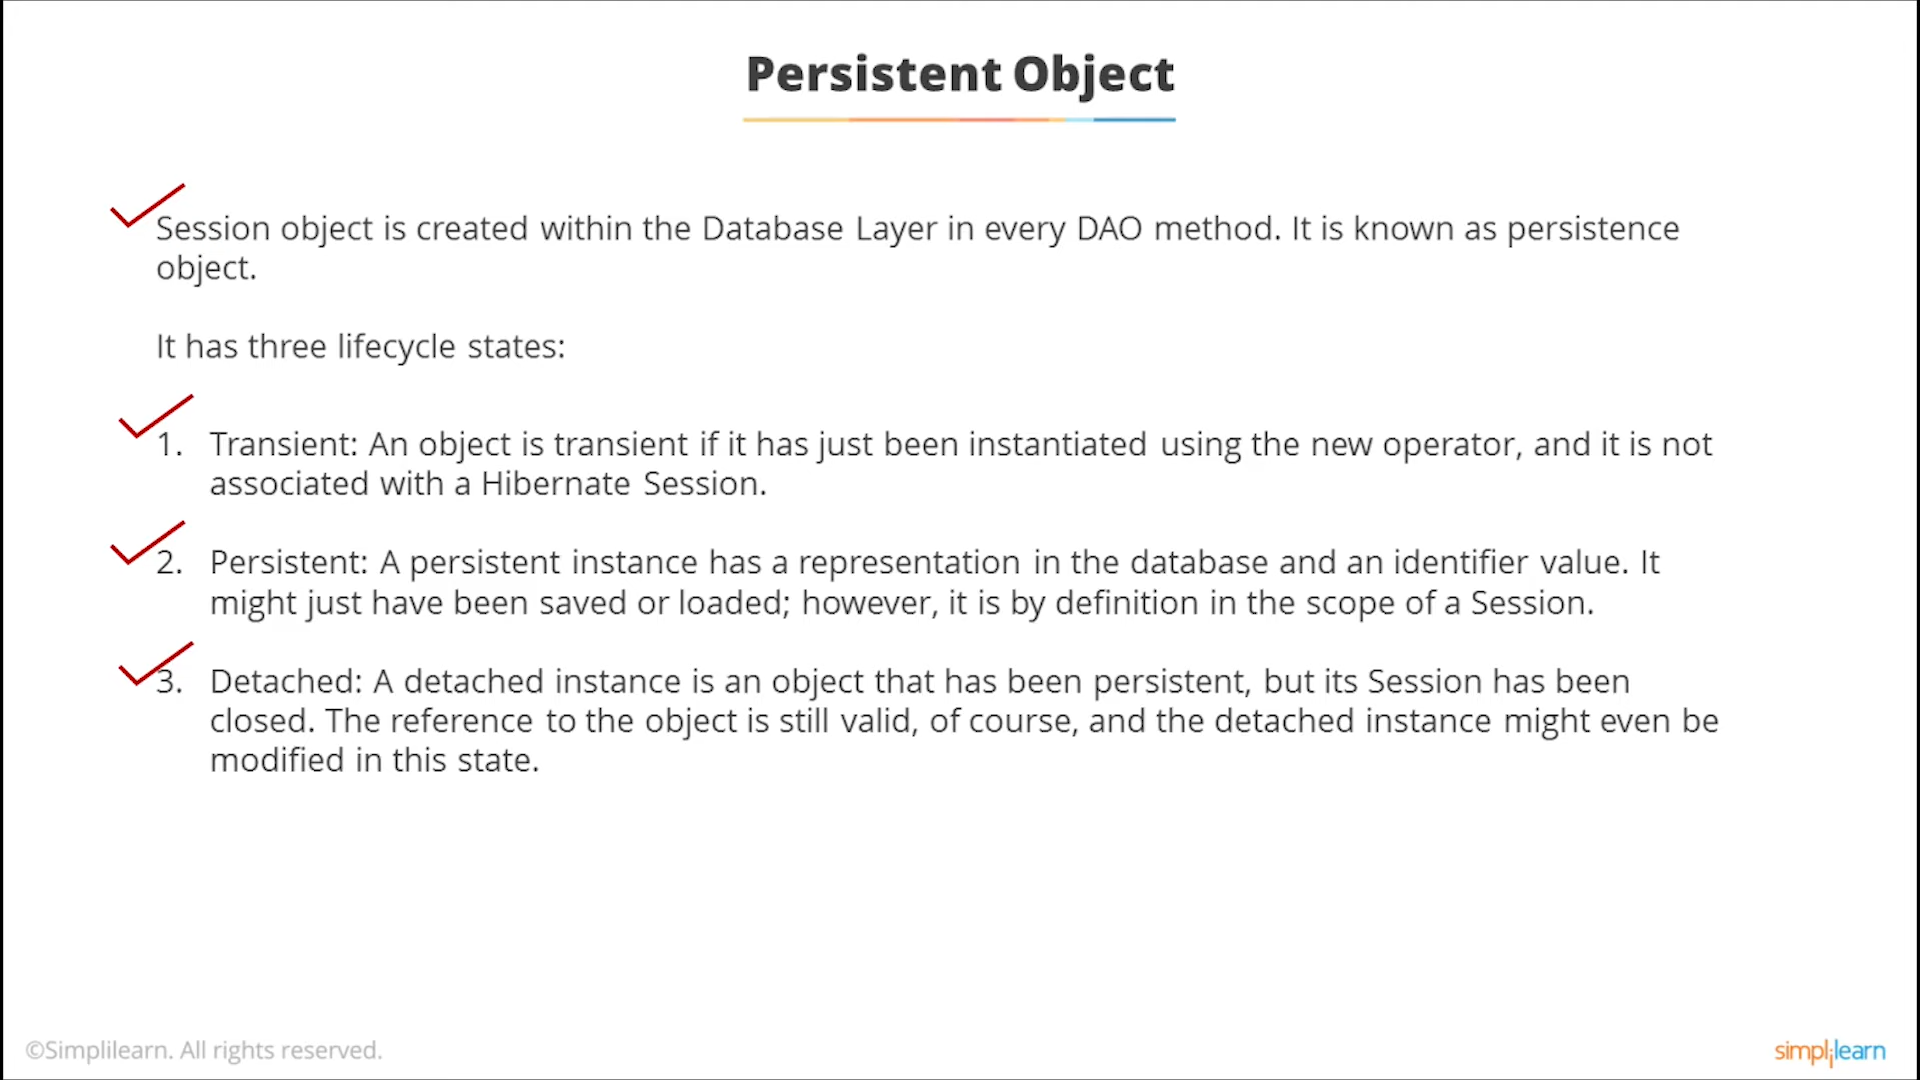 Persistent Object
Session object is created within the Database Layer in every DAO method. It is known as persistence
object.
It has three lifecycle states:
1. Transient: An object is transient if it has just been instantiated using the new operator, and it is not
associated with a Hibernate Session.
2. Persistent: A persistent instance has a representation in the database and an identifier value. It
might just have been saved or loaded; however, it is by definition in the scope of a Session.
3. Detached: A detached instance is an object that has been persistent, but its Session has been
closed. The reference to the object is still valid, of course, and the detached instance might even be
modified in this state.
©Simplilearn. All rights reserved.
simplilearn